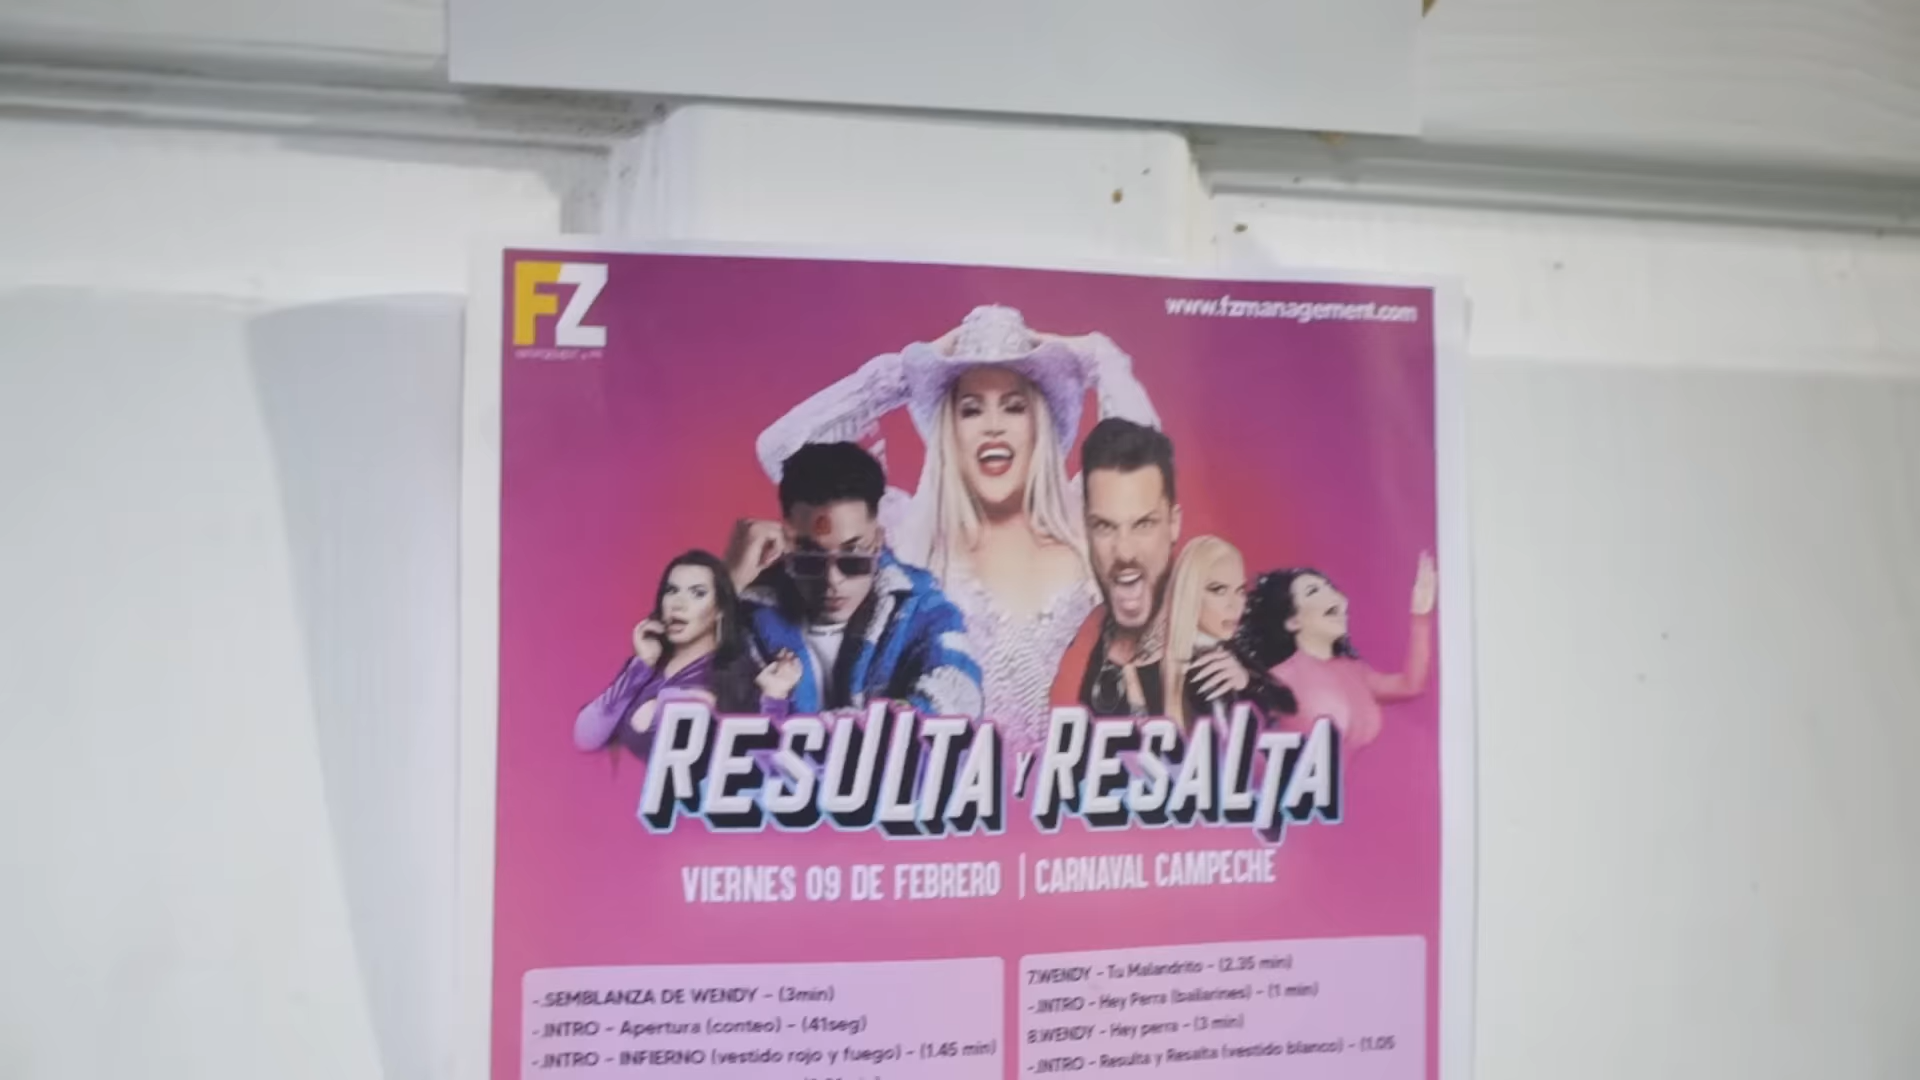 FZ
www.fzmanagement.com
RESULTA Y RESALTA
VIERNES 09 DE FEBRERO | CARNAVAL CAMPECHE
-.SEMBLANZA DE WENDY - (3min)
-.INTRO - Apertura (conteo) - (41seg)
-.INTRO - INFIERNO (vestido rojo y fuego) - (1.45 min)
7.WENDY - Tu Malandrito - (2.35 min)
-.INTRO - Hey Perra (bailarines) - (1 min)
8.WENDY - Hey perra - (3 min)
-.INTRO - Resulta y Resalta (vestido blanco) - (1.05